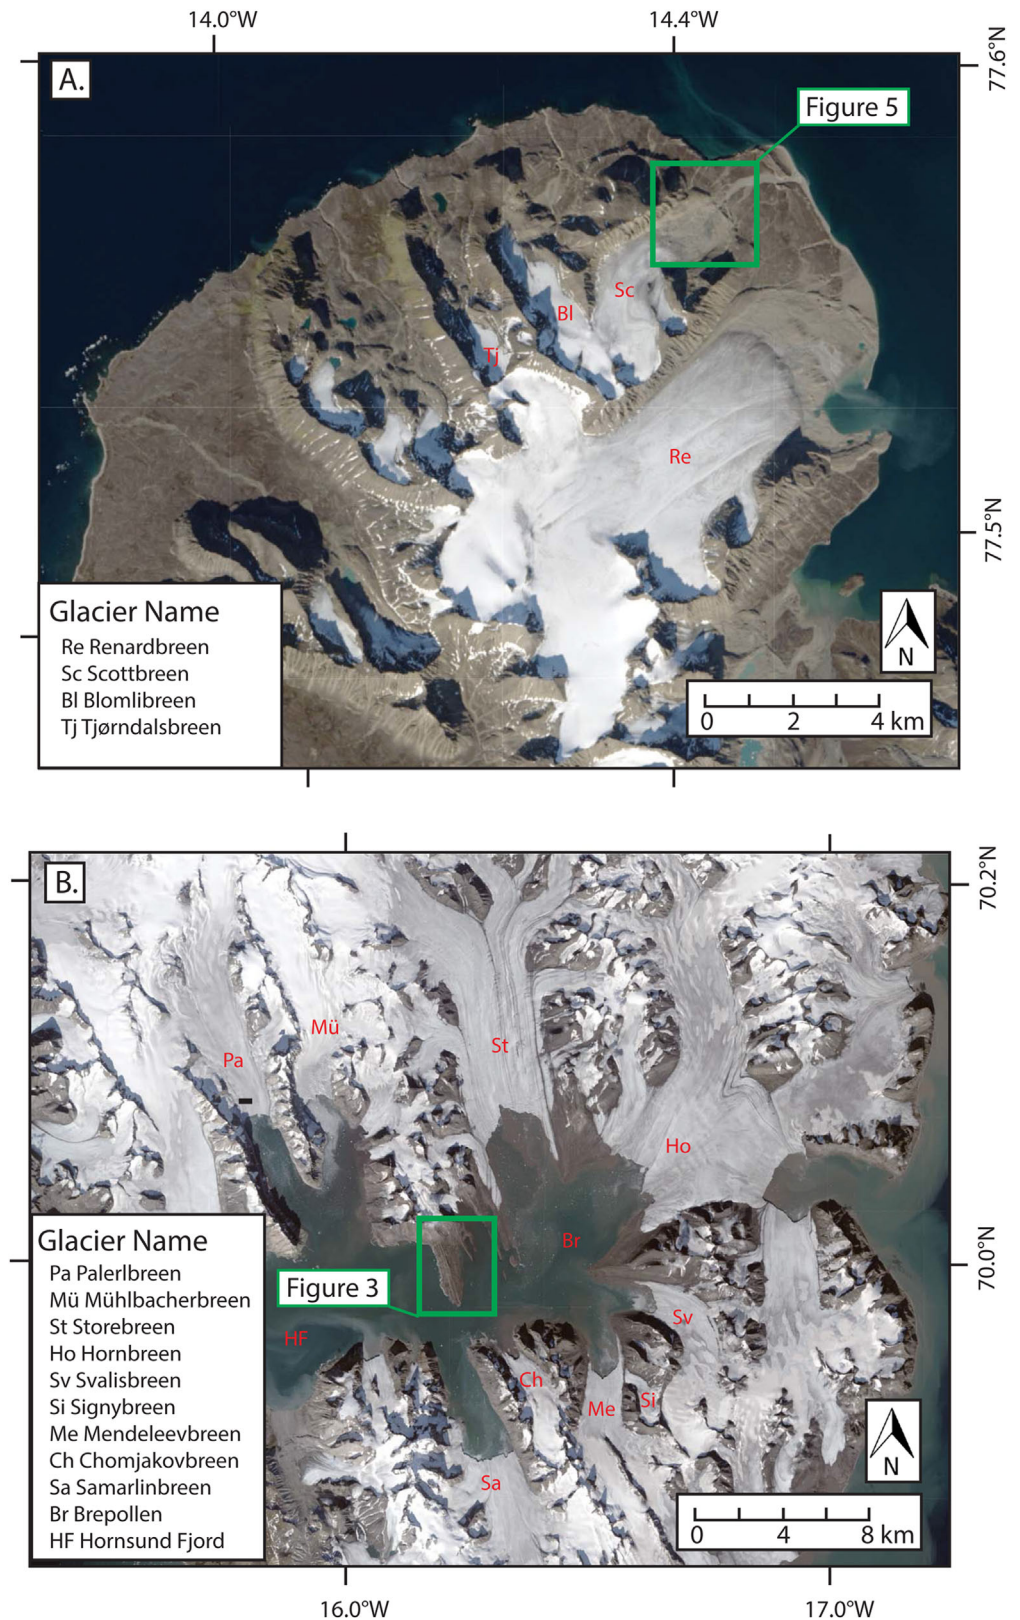 14.0°W
14.4°W
77.6°N
A.
Figure 5
Sc
Bl
Tj
Re
77.5°N
Glacier Name
Re Renardbreen
Sc Scottbreen
Bl Blomlibreen
Tj Tjørndalsbreen
N
0 2 4 km
B.
70.2°N
Mü
St
Pa
Ho
Br
70.0°N
Glacier Name
Pa Palerlbreen
Mü Mühlbacherbreen
St Storebreen
Ho Hornbreen
Sv Svalisbreen
Si Signybreen
Me Mendeleevbreen
Ch Chomjakovbreen
Sa Samarlinbreen
Br Brepollen
HF Hornsund Fjord
Figure 3
HF
Sv
Ch
Si
Me
Sa
N
0 4 8 km
16.0°W
17.0°W